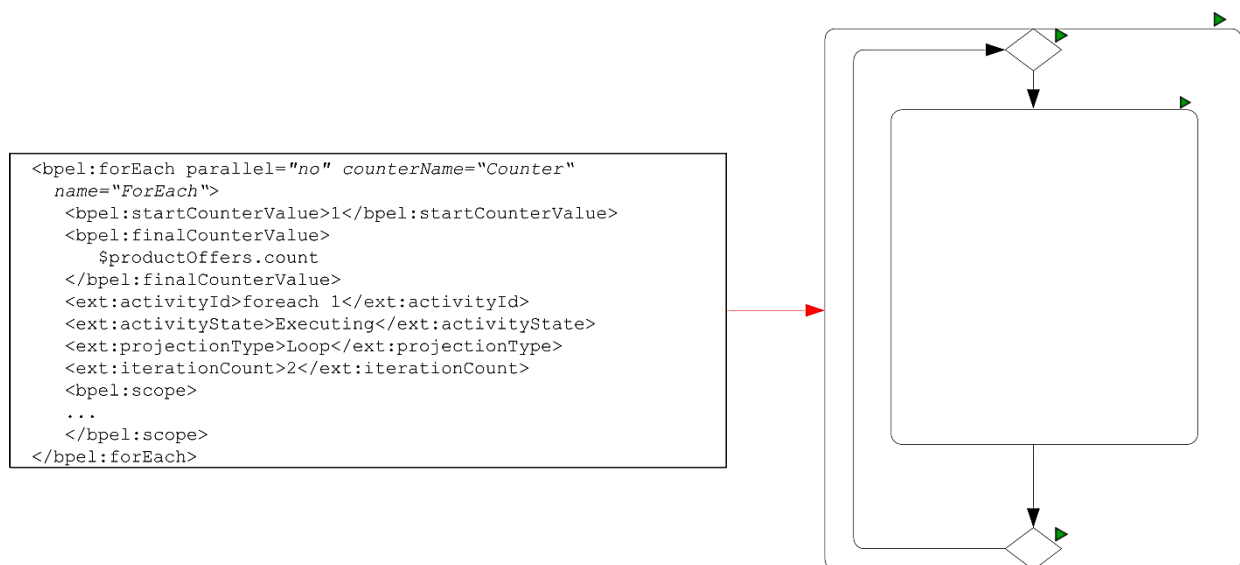 <bpel:forEach parallel="no" counterName=“Counter“
name=“ForEach“>
<bpel:startCounterValue>1</bpel:startCounterValue>
<bpel:finalCounterValue>
$productOffers.count
</bpel:finalCounterValue>
<ext:activityId>foreach 1</ext:activityId>
<ext:activityState>Executing</ext:activityState>
<ext:projectionType>Loop</ext:projectionType>
<ext:iterationCount>2</ext:iterationCount>
<bpel:scope>
...
</bpel:scope>
</bpel:forEach>